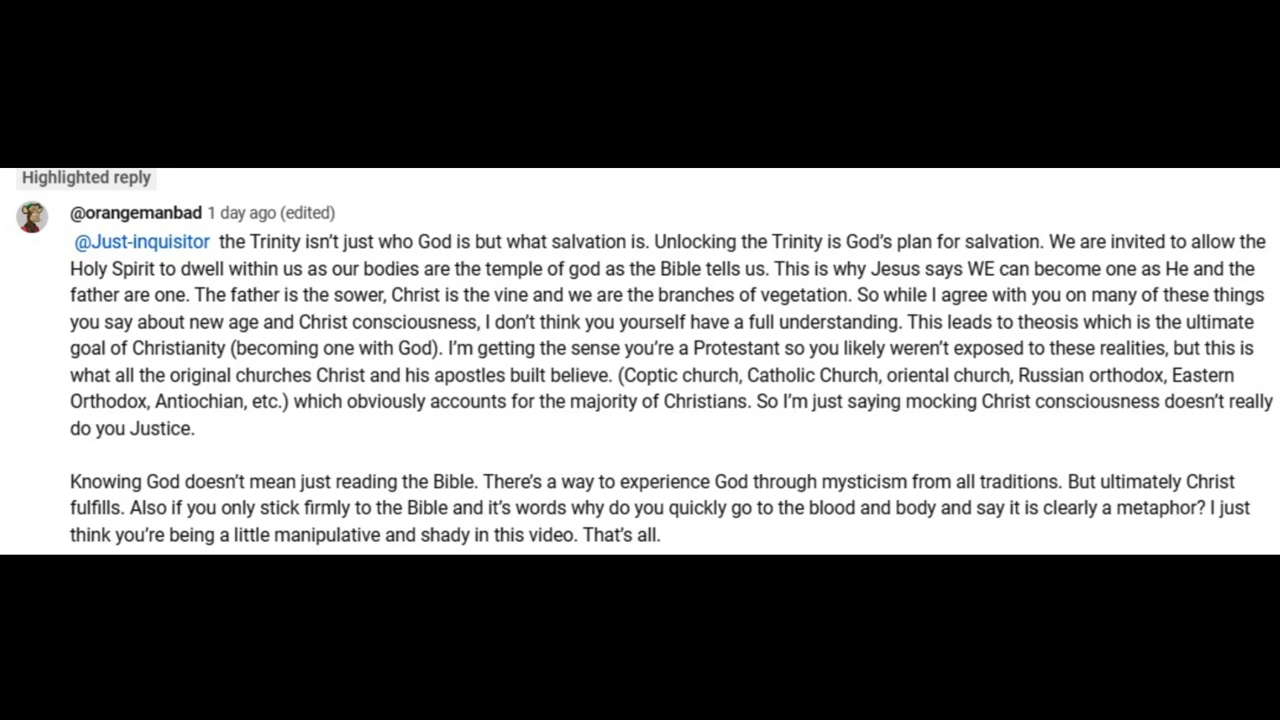 Highlighted reply
@orangemanbad 1 day ago (edited)
@Just-inquisitor the Trinity isn’t just who God is but what salvation is. Unlocking the Trinity is God’s plan for salvation. We are invited to allow the
Holy Spirit to dwell within us as our bodies are the temple of god as the Bible tells us. This is why Jesus says WE can become one as He and the
father are one. The father is the sower, Christ is the vine and we are the branches of vegetation. So while I agree with you on many of these things
you say about new age and Christ consciousness, I don’t think you yourself have a full understanding. This leads to theosis which is the ultimate
goal of Christianity (becoming one with God). I’m getting the sense you’re a Protestant so you likely weren’t exposed to these realities, but this is
what all the original churches Christ and his apostles built believe. (Coptic church, Catholic Church, oriental church, Russian orthodox, Eastern
Orthodox, Antiochian, etc.) which obviously accounts for the majority of Christians. So I’m just saying mocking Christ consciousness doesn’t really
do you Justice.
Knowing God doesn’t mean just reading the Bible. There’s a way to experience God through mysticism from all traditions. But ultimately Christ
fulfills. Also if you only stick firmly to the Bible and it’s words why do you quickly go to the blood and body and say it is clearly a metaphor? I just
think you’re being a little manipulative and shady in this video. That’s all.